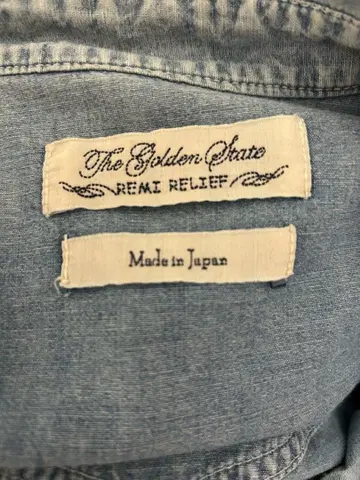 The Golden State
REMI RELIEF
Made in Japan